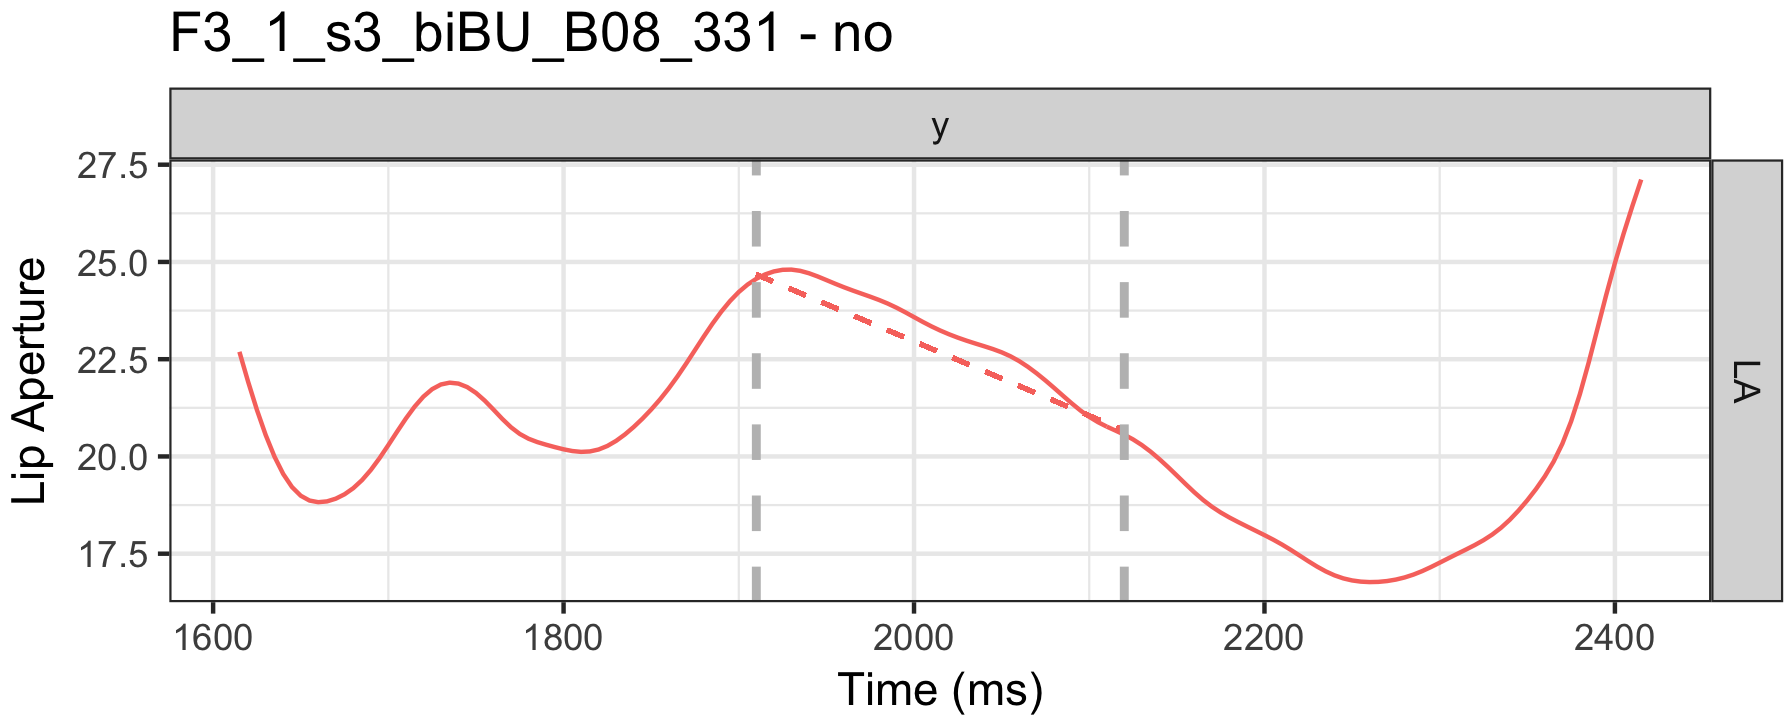 F3_1_s3_biBU_B08_331 - no
y
27.5
25.0
22.5
20.0
17.5
Lip Aperture
LA
1600 1800 2000 2200 2400
Time (ms)